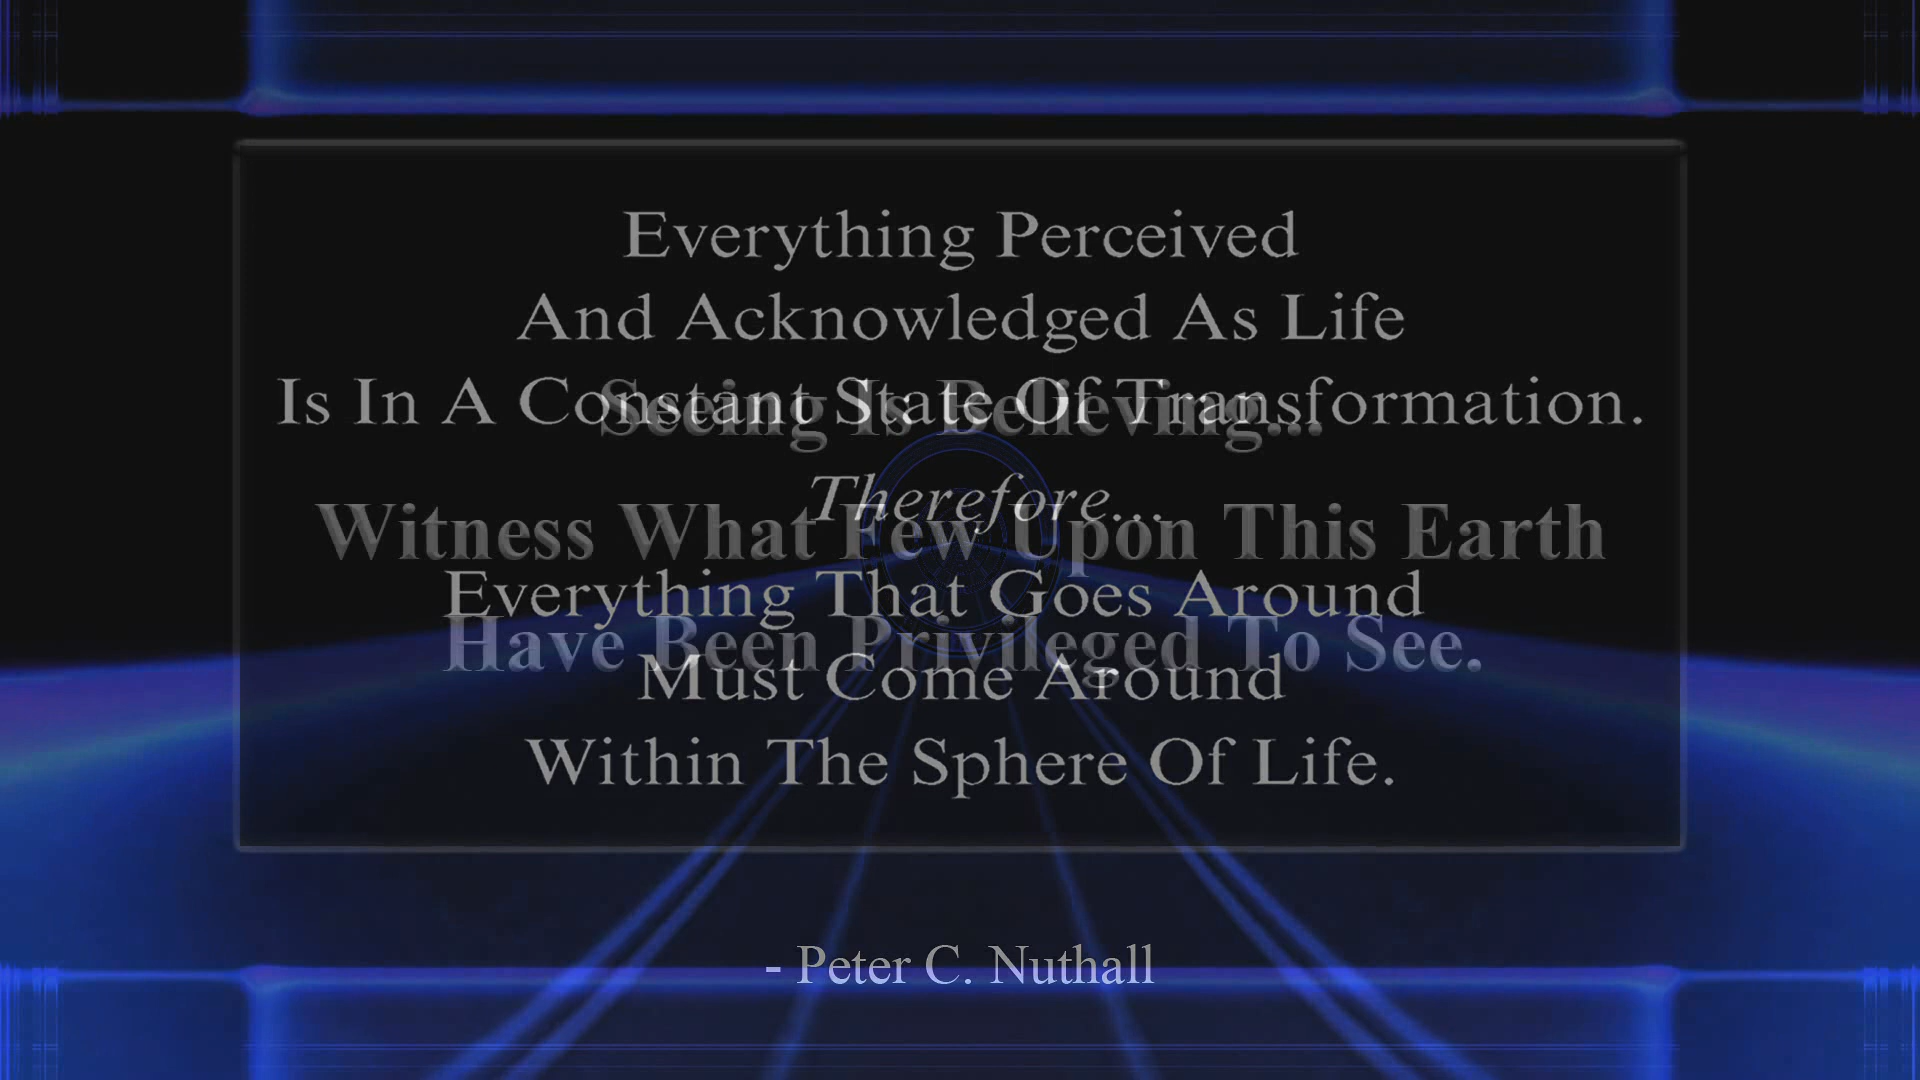 Everything Perceived
And Acknowledged As Life
Is In A Constant State Of Transformation.
Seeing Is Believing...
Therefore...
Witness What Few Upon This Earth
Everything That Goes Around
Have Been Privileged To See.
Must Come Around
Within The Sphere Of Life.
- Peter C. Nuthall